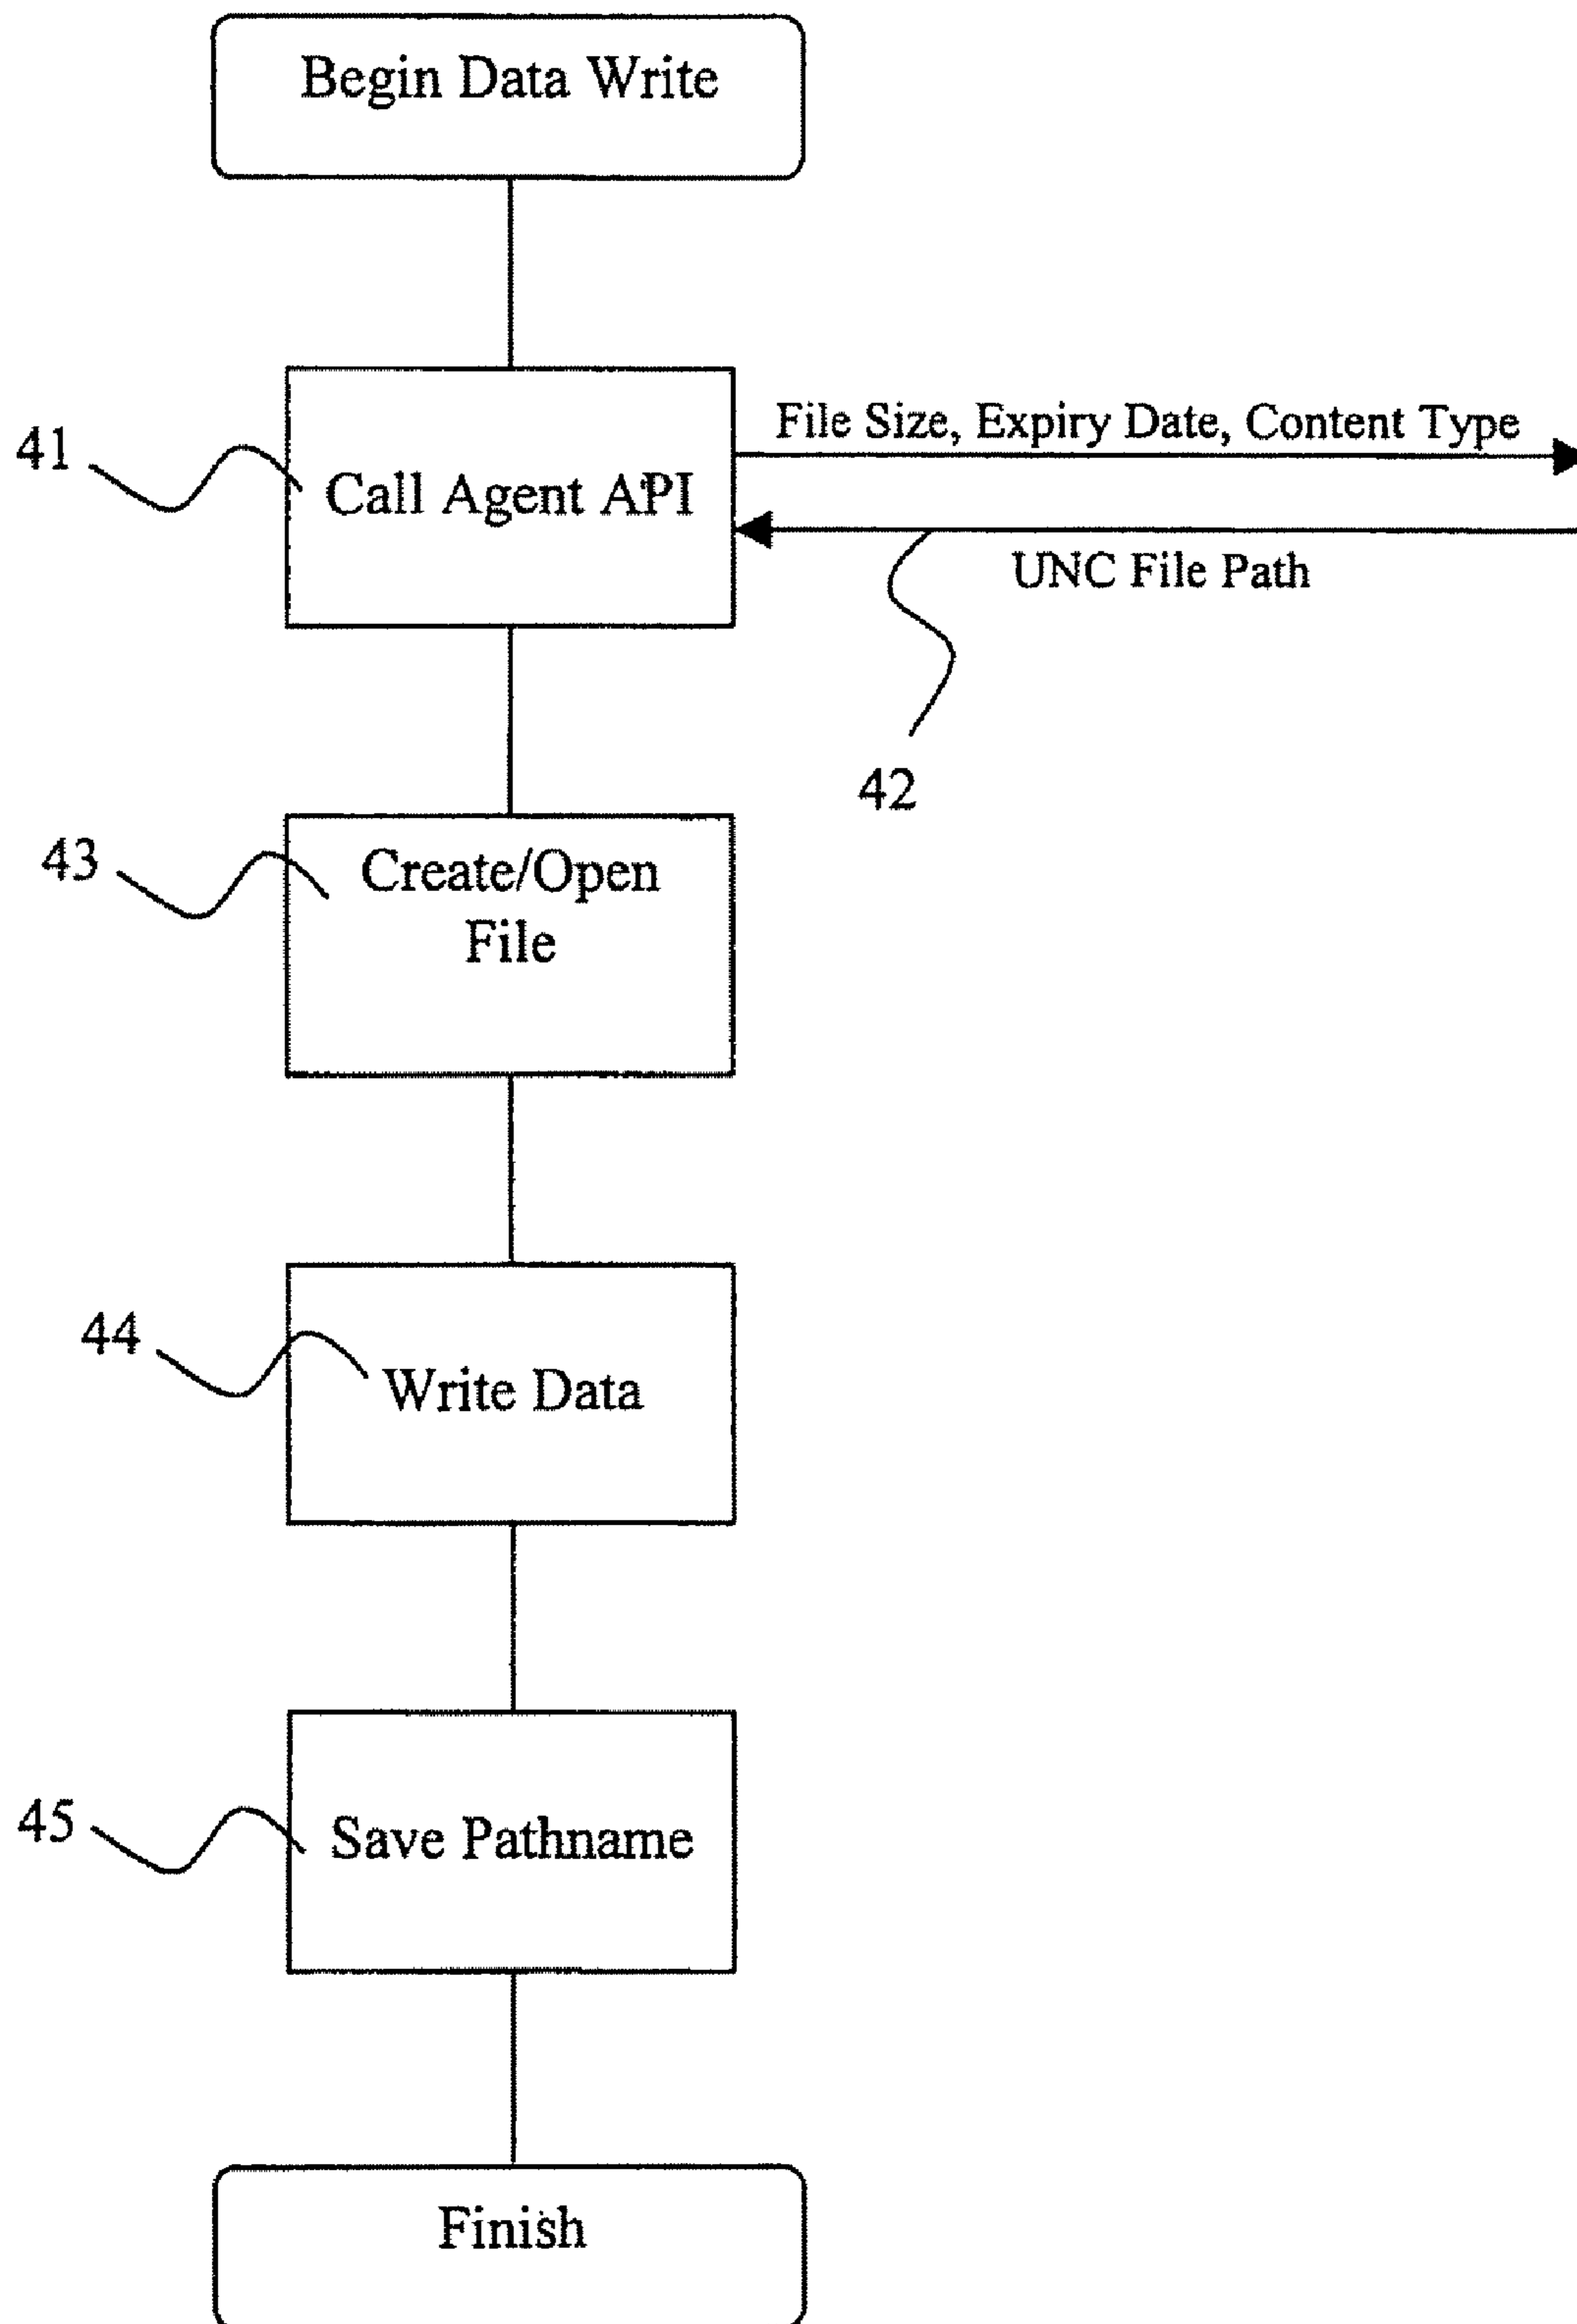 Begin Data Write
File Size, Expiry Date, Content Type
41
Call Agent API
UNC File Path
42
43
Create/Open
File
44
Write Data
45
Save Pathname
Finish